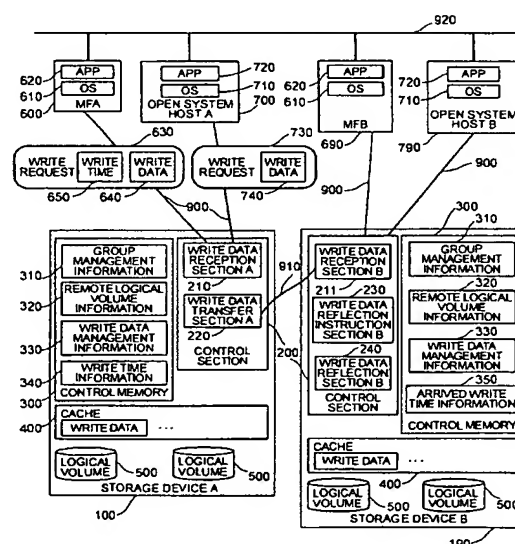 920
620 APP
610 OS
600 MFA
APP 720
OS 710
OPEN SYSTEM HOST A 700
620 APP
610 OS
MFB
690
APP 720
OS 710
OPEN SYSTEM HOST B
790
630
WRITE REQUEST
WRITE TIME
WRITE DATA
650
640
730
WRITE REQUEST
WRITE DATA
740
900
900
900
310
GROUP MANAGEMENT INFORMATION
320
REMOTE LOGICAL VOLUME INFORMATION
330
WRITE DATA MANAGEMENT INFORMATION
340
WRITE TIME INFORMATION
300
CONTROL MEMORY
WRITE DATA RECEPTION SECTION A
210
WRITE DATA TRANSFER SECTION A
220
CONTROL SECTION
910
200
400
CACHE
WRITE DATA ...
LOGICAL VOLUME
500
LOGICAL VOLUME
500
STORAGE DEVICE A
100
WRITE DATA RECEPTION SECTION B
211
230
WRITE DATA REFLECTION INSTRUCTION SECTION B
240
WRITE DATA REFLECTION SECTION B
CONTROL SECTION
300
310
GROUP MANAGEMENT INFORMATION
320
REMOTE LOGICAL VOLUME INFORMATION
330
WRITE DATA MANAGEMENT INFORMATION
350
ARRIVED WRITE TIME INFORMATION
CONTROL MEMORY
CACHE
WRITE DATA ...
400
LOGICAL VOLUME
500
LOGICAL VOLUME
500
STORAGE DEVICE B
190